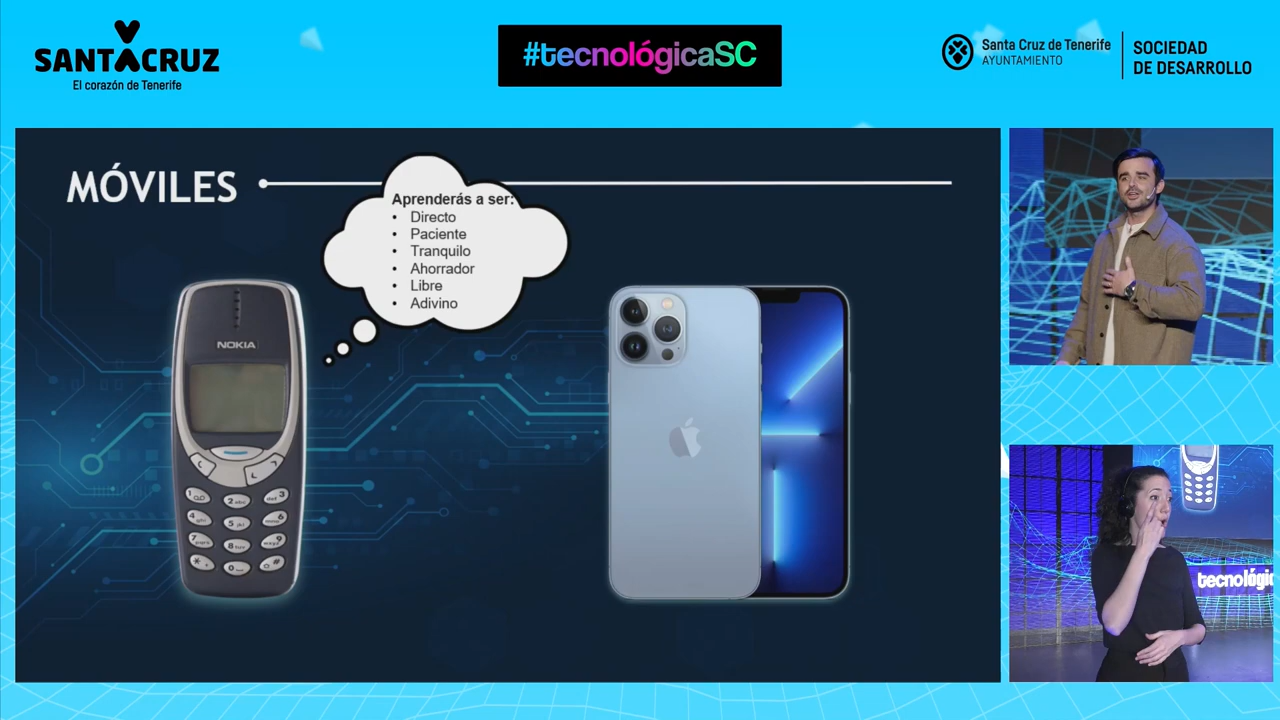 SANTACRUZ
El corazón de Tenerife
#tecnológicaSC
Santa Cruz de Tenerife
AYUNTAMIENTO
SOCIEDAD
DE DESARROLLO
MÓVILES
Aprenderás a ser:
• Directo
• Paciente
• Tranquilo
• Ahorrador
• Libre
• Adivino
NOKIA
tecnológic